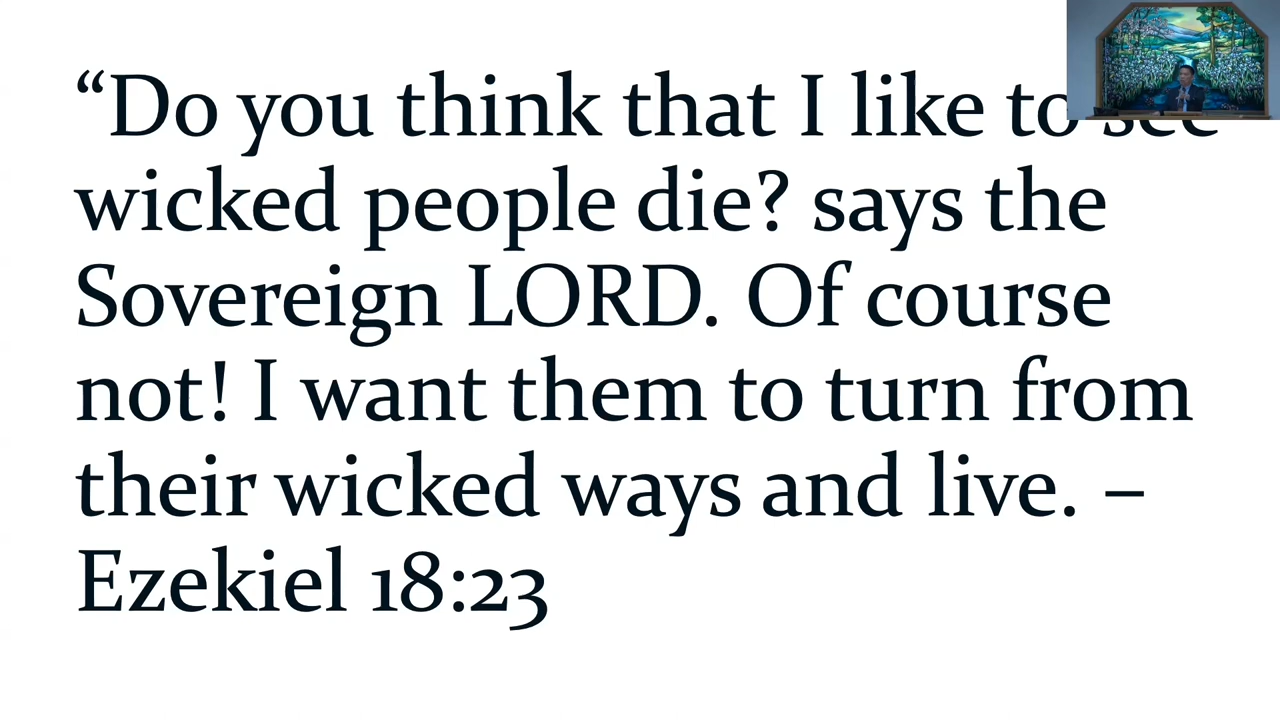 “Do you think that I like to see
wicked people die? says the
Sovereign LORD. Of course
not! I want them to turn from
their wicked ways and live. –
Ezekiel 18:23